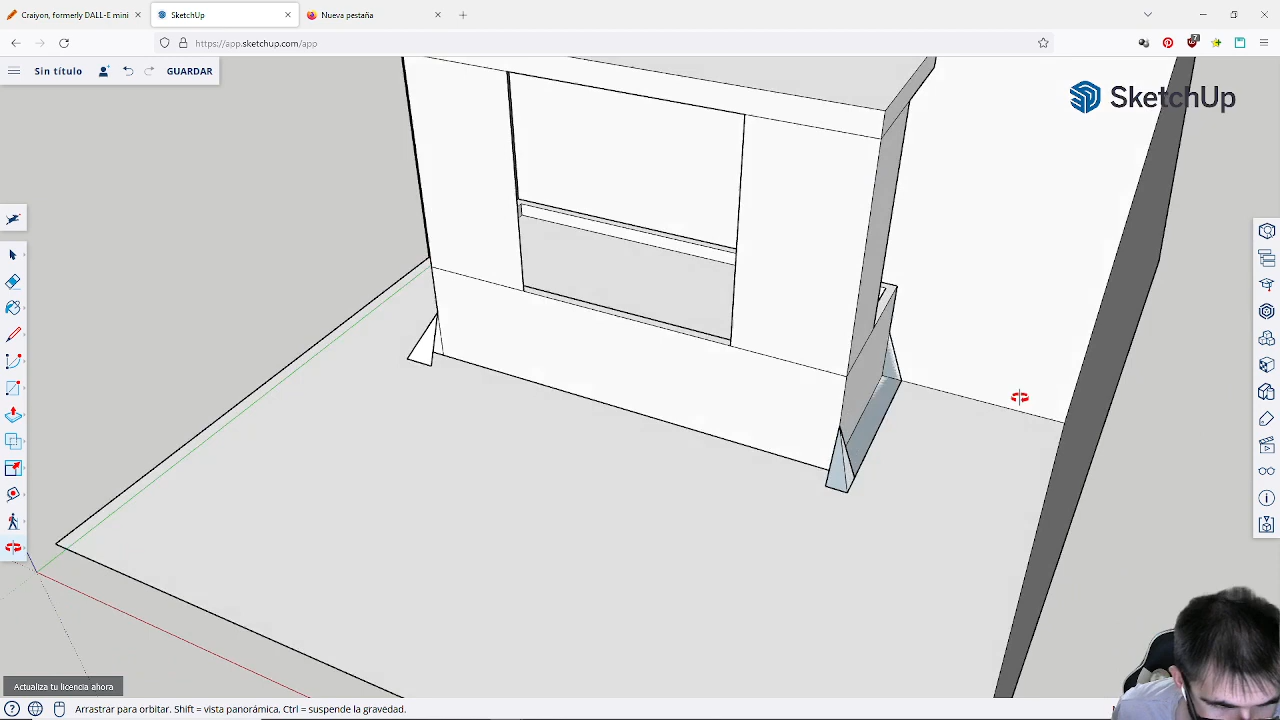 Craiyon, formerly DALL-E mini
SketchUp
Nueva pestaña
https://app.sketchup.com/app
7
Sin título
GUARDAR
SketchUp
Actualiza tu licencia ahora
Arrastrar para orbitar. Shift = vista panorámica. Ctrl = suspende la gravedad.